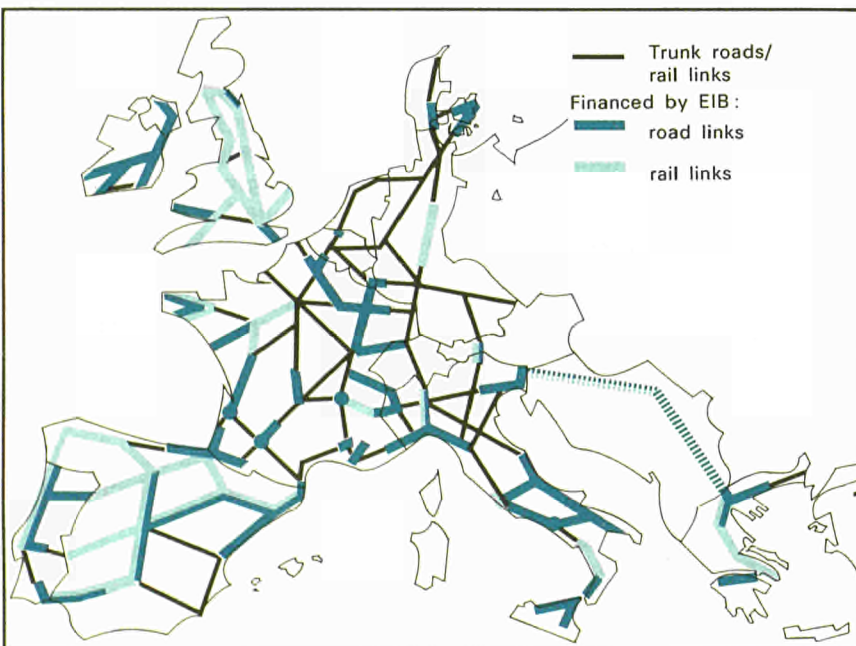 Trunk roads/
rail links
Financed by EIB :
road links
rail links